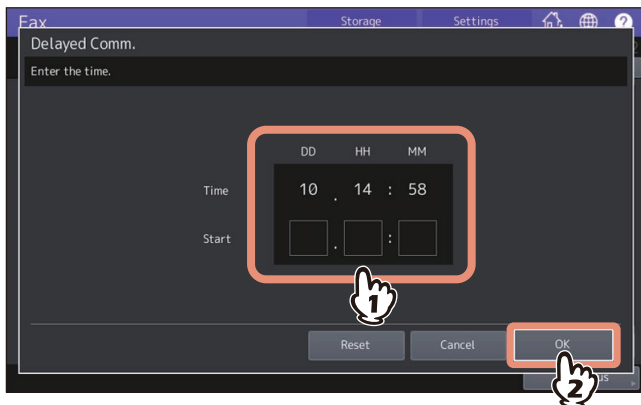 Fax Storage Settings ?
Delayed Comm.
Enter the time.
DD HH MM
Time 10 . 14 : 58
Start . :
1
Reset Cancel OK
2